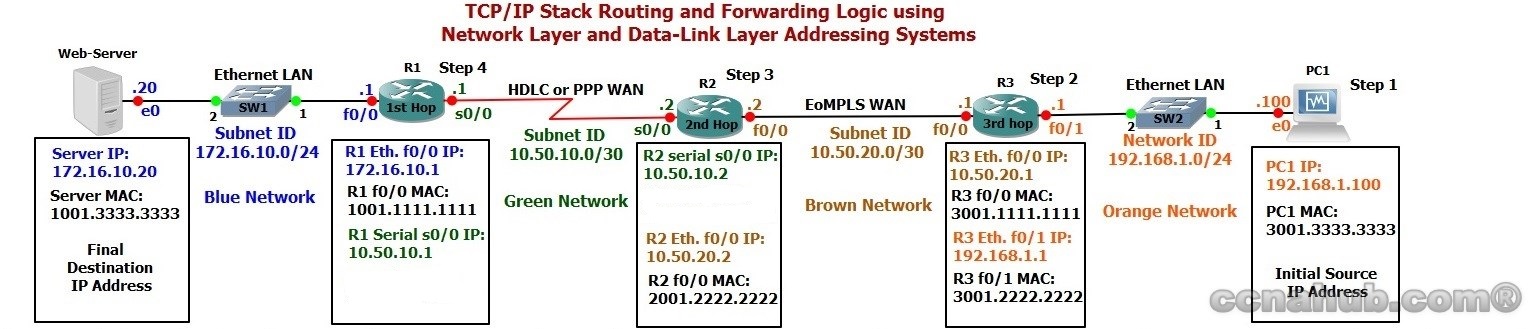 TCP/IP Stack Routing and Forwarding Logic using
Network Layer and Data-Link Layer Addressing Systems
Web-Server
.20
e0
Server IP:
172.16.10.20
Server MAC:
1001.3333.3333
Final
Destination
IP Address
Ethernet LAN
SW1
2
1
Subnet ID
172.16.10.0/24
Blue Network
R1
Step 4
.1
1st Hop
.1
f0/0
s0/0
R1 Eth. f0/0 IP:
172.16.10.1
R1 f0/0 MAC:
1001.1111.1111
R1 Serial s0/0 IP:
10.50.10.1
HDLC or PPP WAN
Subnet ID
10.50.10.0/30
Green Network
R2
Step 3
.2
2nd Hop
.2
s0/0
f0/0
R2 serial s0/0 IP:
10.50.10.2
R2 Eth. f0/0 IP:
10.50.20.2
R2 f0/0 MAC:
2001.2222.2222
EoMPLS WAN
Subnet ID
10.50.20.0/30
Brown Network
R3
Step 2
.1
3rd hop
.1
f0/0
f0/1
R3 Eth. f0/0 IP:
10.50.20.1
R3 f0/0 MAC:
3001.1111.1111
R3 Eth. f0/1 IP:
192.168.1.1
R3 f0/1 MAC:
3001.2222.2222
Ethernet LAN
SW2
2
1
Network ID
192.168.1.0/24
Orange Network
PC1
Step 1
.100
e0
PC1 IP:
192.168.1.100
PC1 MAC:
3001.3333.3333
Initial Source
IP Address
ccnahub.com®